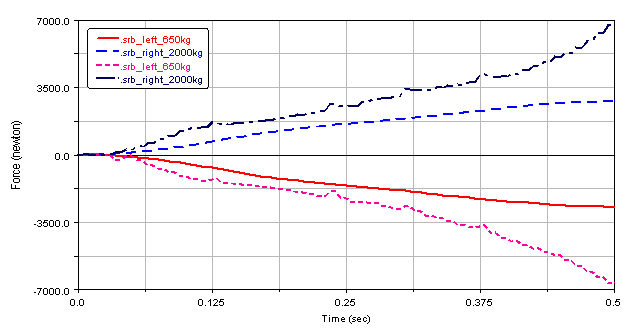 7000.0
.srb_left_650kg
.srb_right_2000kg
.srb_left_650kg
.srb_right_2000kg
3500.0
Force (newton)
0.0
-3500.0
-7000.0
0.0 0.125 0.25 0.375 0.5
Time (sec)